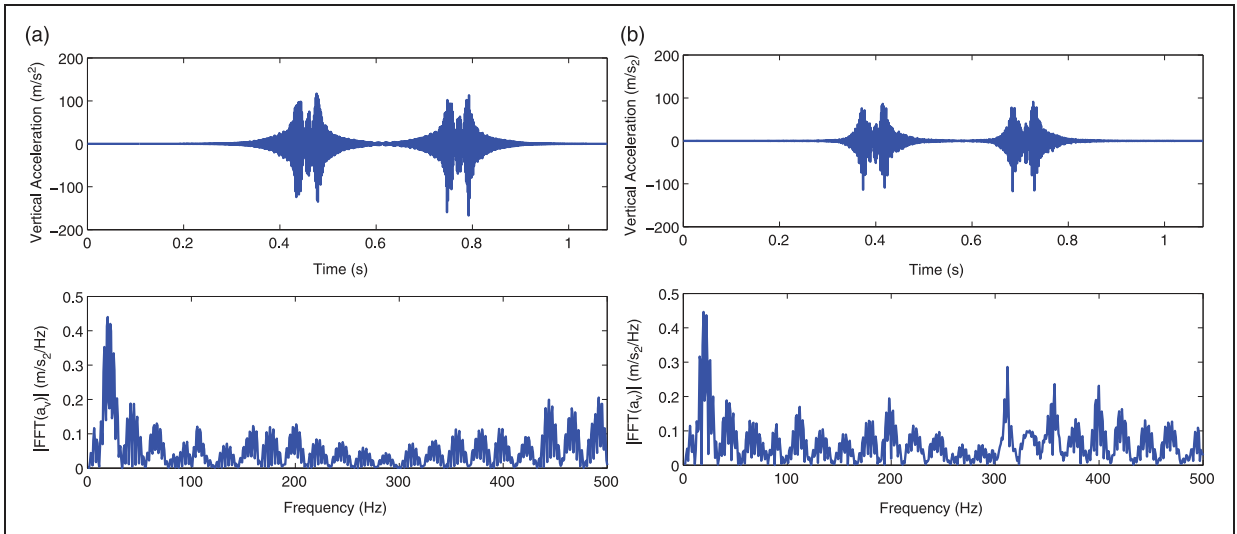 (a)
200
100
0
−100
−200
Vertical Acceleration (m/s²)
0 0.2 0.4 0.6 0.8 1
Time (s)
0.5
0.4
0.3
0.2
0.1
0
|FFT(aᵥ)| (m/s₂/Hz)
0 100 200 300 400 500
Frequency (Hz)
(b)
200
100
0
−100
−200
Vertical Acceleration (m/s₂)
0 0.2 0.4 0.6 0.8 1
Time (s)
0.5
0.4
0.3
0.2
0.1
0
|FFT(aᵥ)| (m/s₂/Hz)
0 100 200 300 400 500
Frequency (Hz)